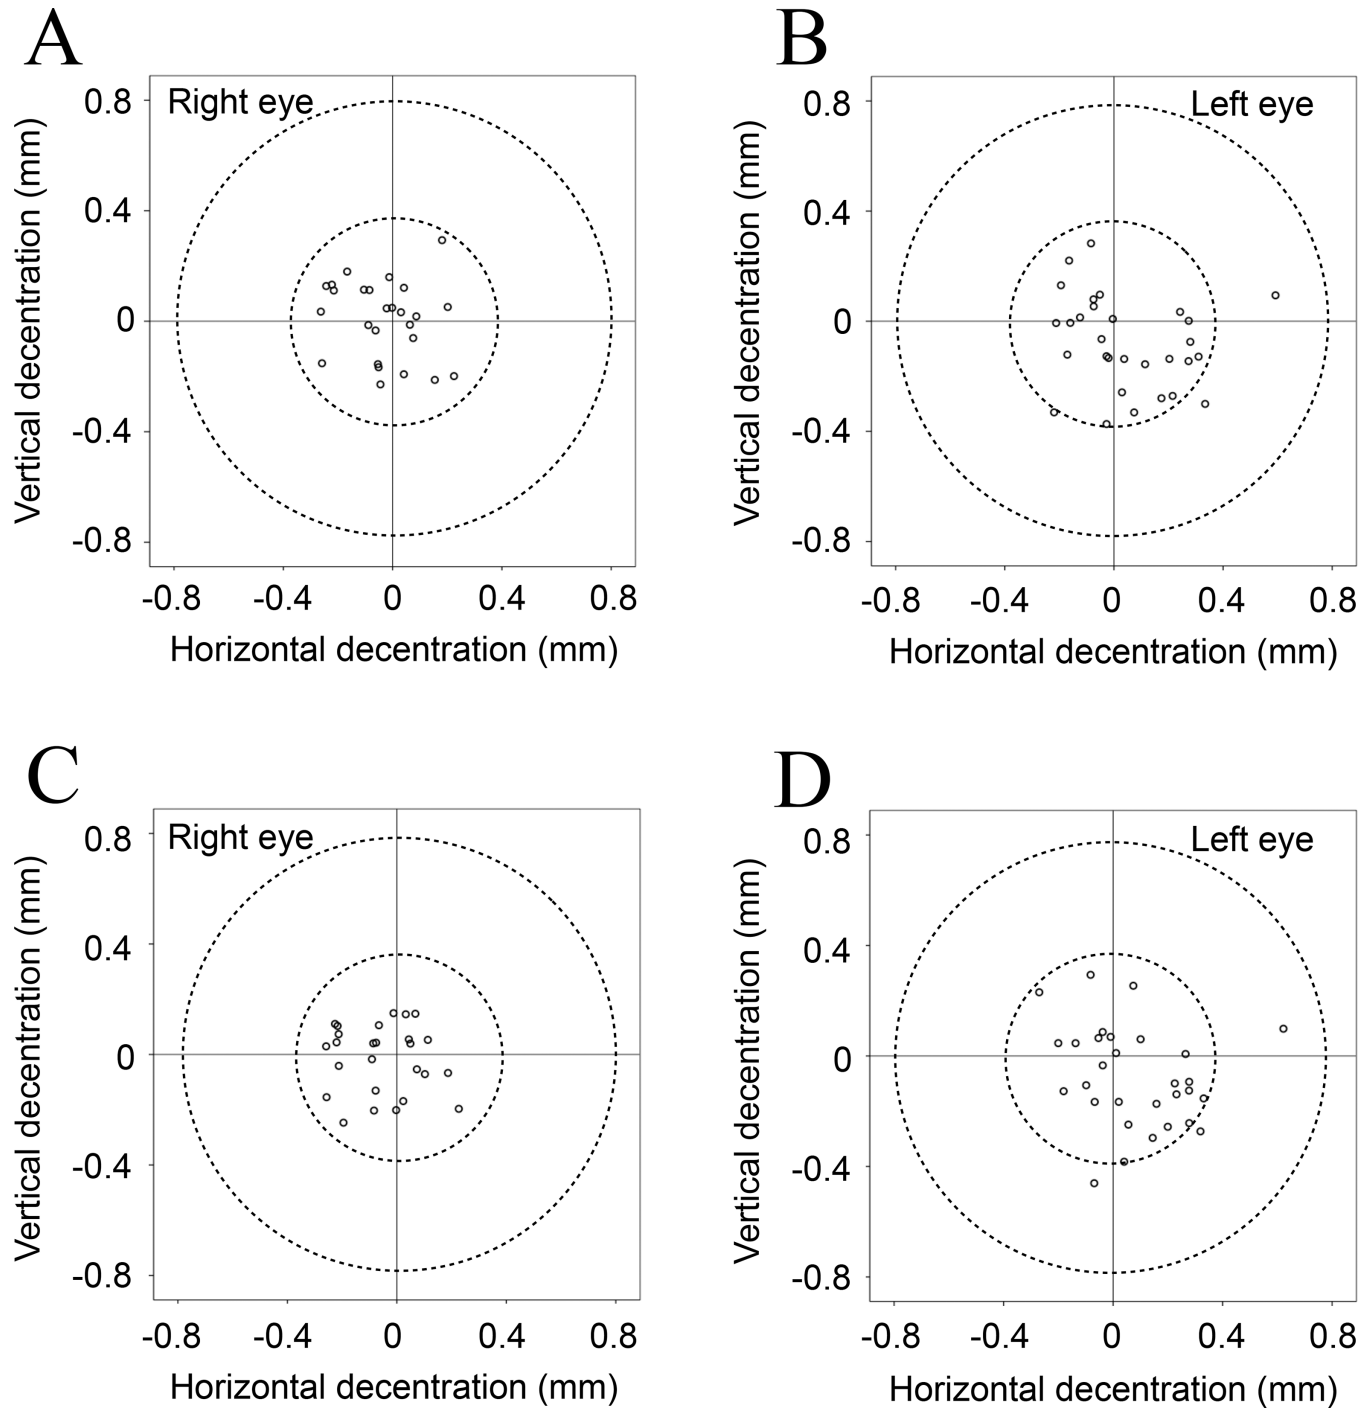 A
Right eye
0.8
0.4
0
-0.4
-0.8
Vertical decentration (mm)
-0.8 -0.4 0 0.4 0.8
Horizontal decentration (mm)
B
Left eye
0.8
0.4
0
-0.4
-0.8
Vertical decentration (mm)
-0.8 -0.4 0 0.4 0.8
Horizontal decentration (mm)
C
Right eye
0.8
0.4
0
-0.4
-0.8
Vertical decentration (mm)
-0.8 -0.4 0 0.4 0.8
Horizontal decentration (mm)
D
Left eye
0.8
0.4
0
-0.4
-0.8
Vertical decentration (mm)
-0.8 -0.4 0 0.4 0.8
Horizontal decentration (mm)